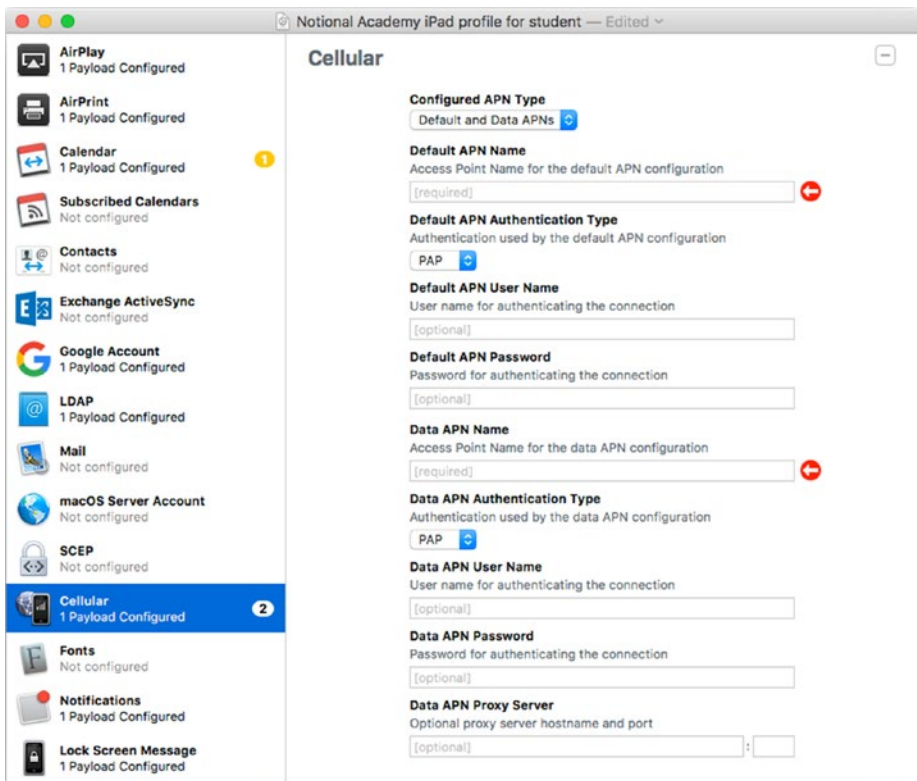 Notional Academy iPad profile for student — Edited
AirPlay
1 Payload Configured
AirPrint
1 Payload Configured
Calendar
1 Payload Configured
1
Subscribed Calendars
Not configured
Contacts
Not configured
Exchange ActiveSync
Not configured
Google Account
1 Payload Configured
LDAP
1 Payload Configured
Mail
Not configured
macOS Server Account
Not configured
SCEP
Not configured
Cellular
1 Payload Configured
2
Fonts
Not configured
Notifications
1 Payload Configured
Lock Screen Message
1 Payload Configured
Cellular
Configured APN Type
Default and Data APNs
Default APN Name
Access Point Name for the default APN configuration
[required]
Default APN Authentication Type
Authentication used by the default APN configuration
PAP
Default APN User Name
User name for authenticating the connection
[optional]
Default APN Password
Password for authenticating the connection
[optional]
Data APN Name
Access Point Name for the data APN configuration
[required]
Data APN Authentication Type
Authentication used by the data APN configuration
PAP
Data APN User Name
User name for authenticating the connection
[optional]
Data APN Password
Password for authenticating the connection
[optional]
Data APN Proxy Server
Optional proxy server hostname and port
[optional] :